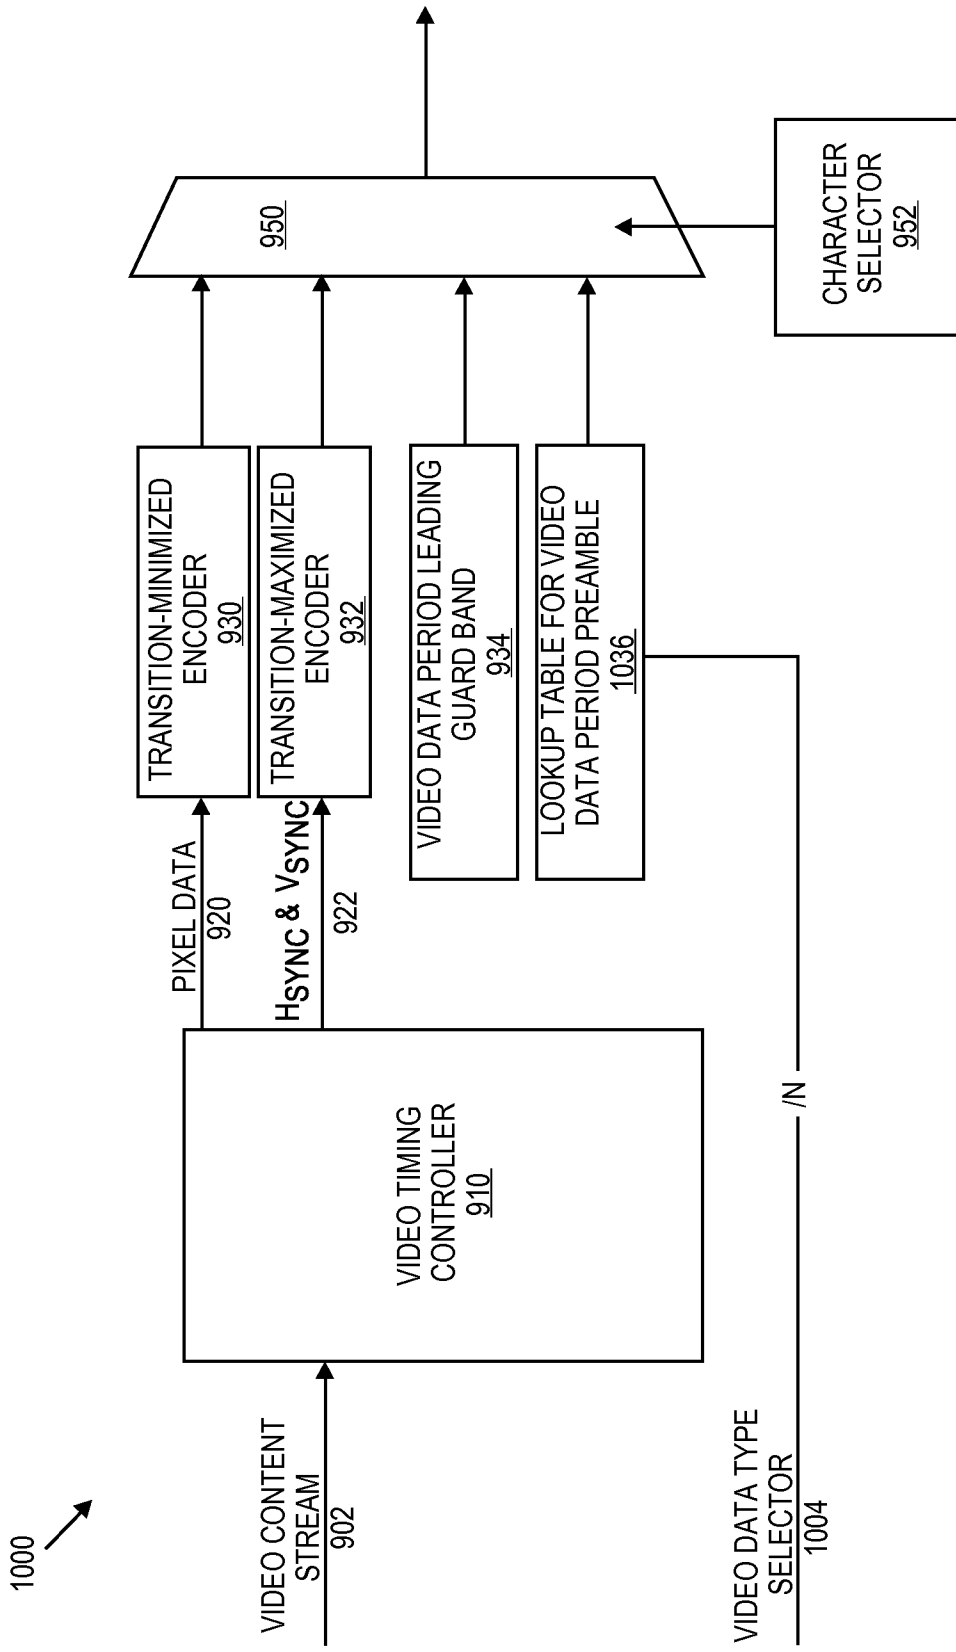 1000
VIDEO CONTENT
STREAM
902
VIDEO DATA TYPE
SELECTOR
1004
VIDEO TIMING
CONTROLLER
910
PIXEL DATA
920
HSYNC & VSYNC
922
/N
TRANSITION-MINIMIZED
ENCODER
930
TRANSITION-MAXIMIZED
ENCODER
932
VIDEO DATA PERIOD LEADING
GUARD BAND
934
LOOKUP TABLE FOR VIDEO
DATA PERIOD PREAMBLE
1036
950
CHARACTER
SELECTOR
952